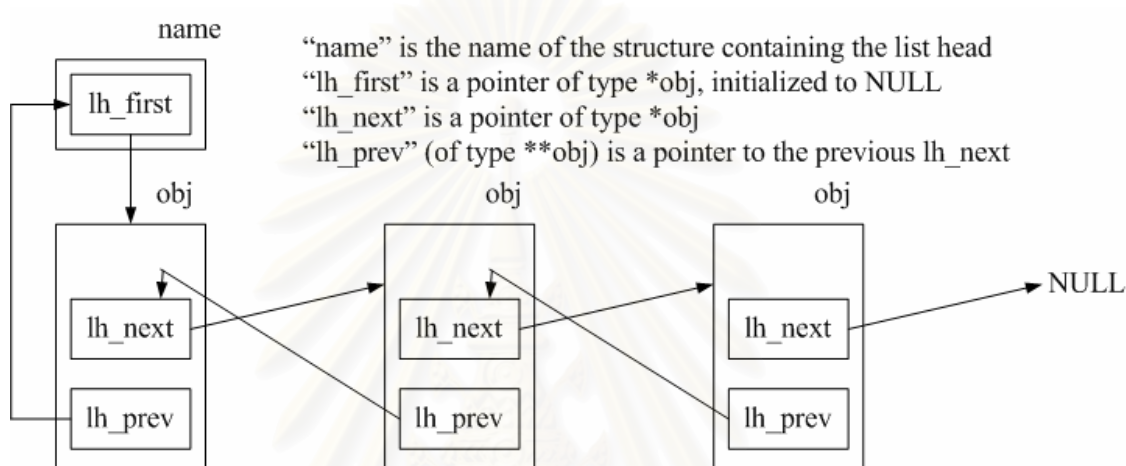 name
“name” is the name of the structure containing the list head
“lh_first” is a pointer of type *obj, initialized to NULL
“lh_next” is a pointer of type *obj
“lh_prev” (of type **obj) is a pointer to the previous lh_next
lh_first
obj
obj
obj
lh_next
lh_next
lh_next
NULL
lh_prev
lh_prev
lh_prev